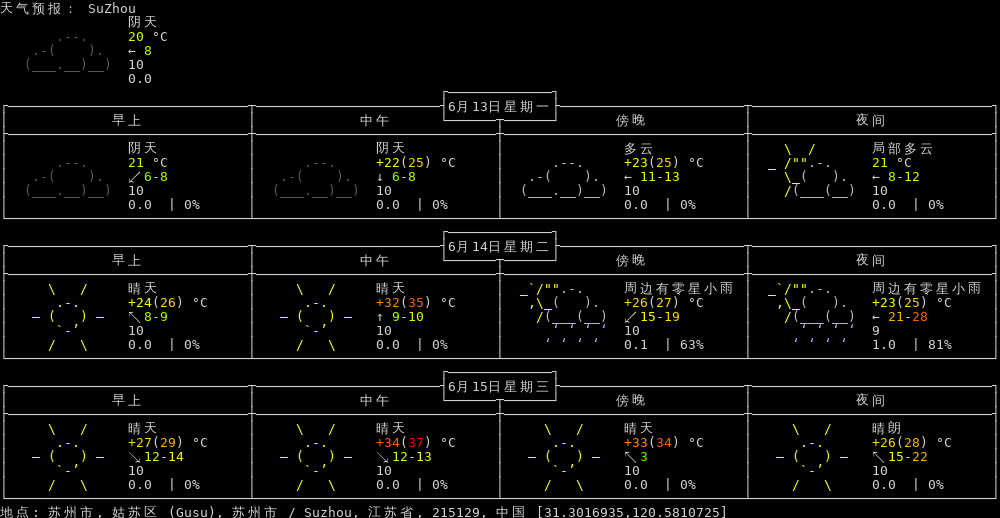 天气预报： SuZhou
阴天
20 °C
← 8
10
0.0
6月13日星期一
早上 中午 傍晚 夜间
阴天 阴天 多云 局部多云
21 °C +22(25) °C +23(25) °C 21 °C
↙ 6-8 ↓ 6-8 ← 11-13 ← 8-12
10 10 10 10
0.0 | 0% 0.0 | 0% 0.0 | 0% 0.0 | 0%
6月14日星期二
早上 中午 傍晚 夜间
晴天 晴天 周边有零星小雨 周边有零星小雨
+24(26) °C +32(35) °C +26(27) °C +23(25) °C
↖ 8-9 ↑ 9-10 ↙ 15-19 ← 21-28
10 10 10 9
0.0 | 0% 0.0 | 0% 0.1 | 63% 1.0 | 81%
6月15日星期三
早上 中午 傍晚 夜间
晴天 晴天 晴天 晴朗
+27(29) °C +34(37) °C +33(34) °C +26(28) °C
↘ 12-14 ↘ 12-13 ↖ 3 ↖ 15-22
10 10 10 10
0.0 | 0% 0.0 | 0% 0.0 | 0% 0.0 | 0%
地点: 苏州市, 姑苏区 (Gusu), 苏州市 / Suzhou, 江苏省, 215129, 中国 [31.3016935,120.5810725]